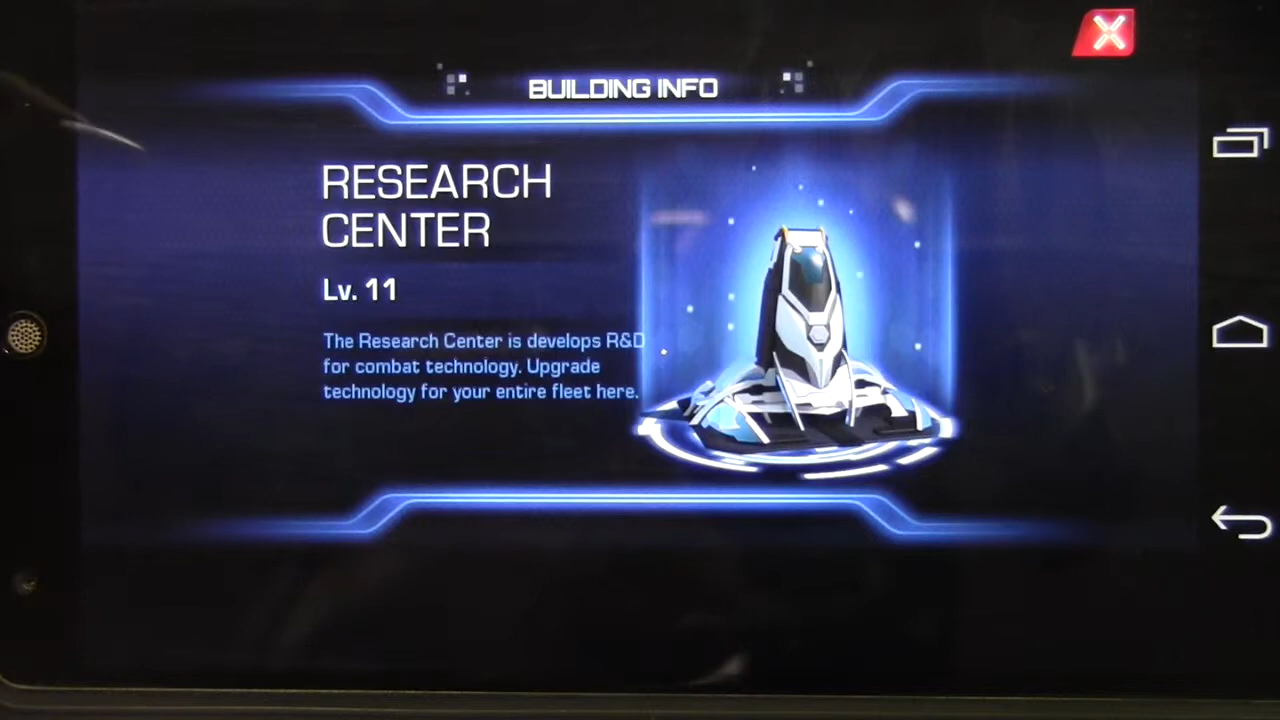 BUILDING INFO
RESEARCH
CENTER
Lv. 11
The Research Center is develops R&D
for combat technology. Upgrade
technology for your entire fleet here.